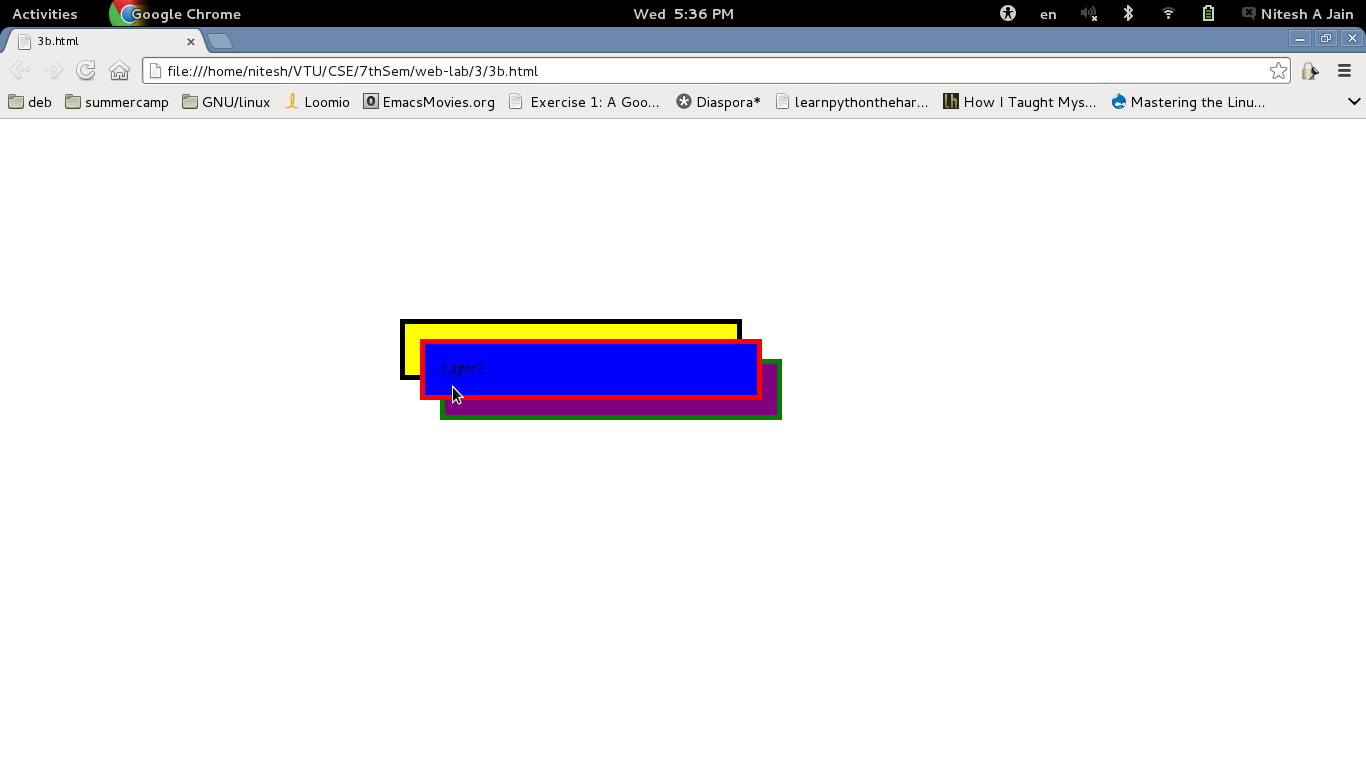 Activities Google Chrome Wed 5:36 PM en Nitesh A Jain
3b.html
file:///home/nitesh/VTU/CSE/7thSem/web-lab/3/3b.html
deb summercamp GNU/linux Loomio EmacsMovies.org Exercise 1: A Goo... Diaspora* learnpythonthehar... lh How I Taught Mys... Mastering the Linu...
Layer2